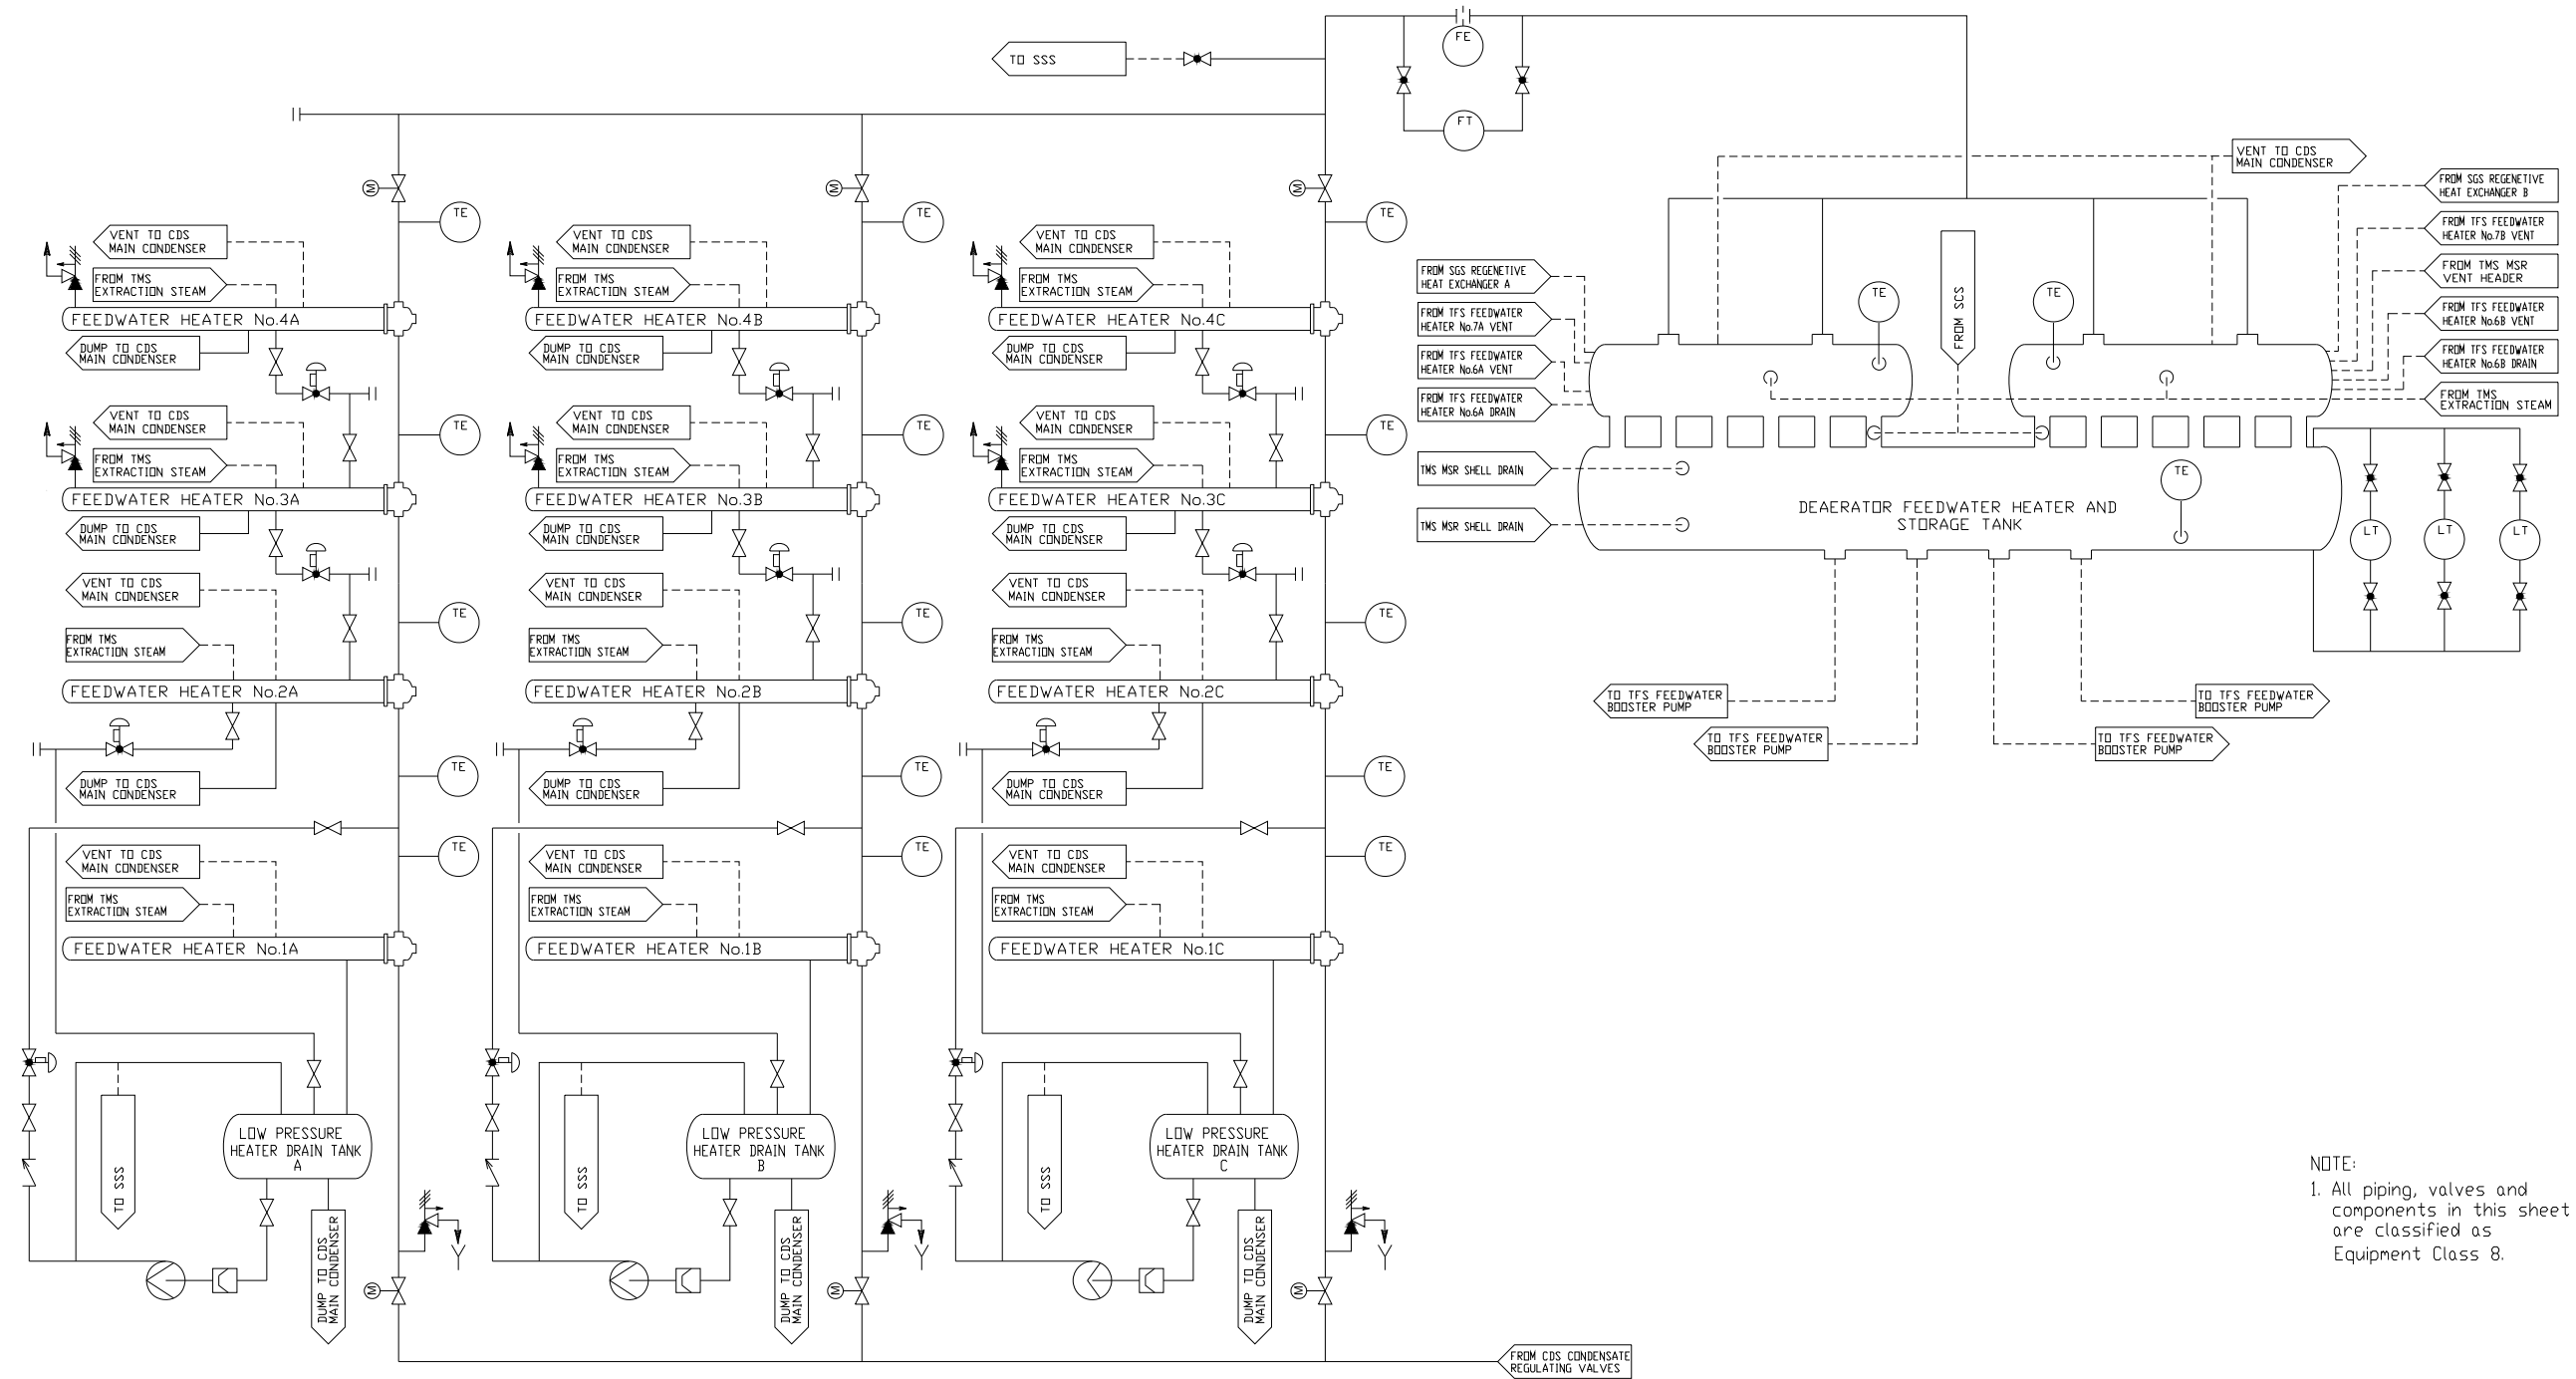 FE
TO SSS
FT
VENT TO CDS
MAIN CONDENSER
FROM SGS REGENETIVE
HEAT EXCHANGER B
FROM TFS FEEDWATER
HEATER No.7B VENT
FROM TMS MSR
VENT HEADER
FROM TFS FEEDWATER
HEATER No.6B VENT
FROM TFS FEEDWATER
HEATER No.6B DRAIN
FROM TMS
EXTRACTION STEAM
FROM SGS REGENETIVE
HEAT EXCHANGER A
FROM TFS FEEDWATER
HEATER No.7A VENT
FROM TFS FEEDWATER
HEATER No.6A VENT
FROM TFS FEEDWATER
HEATER No.6A DRAIN
TMS MSR SHELL DRAIN
TMS MSR SHELL DRAIN
TE
FROM SCS
TE
TE
DEAERATOR FEEDWATER HEATER AND
STORAGE TANK
LT
LT
LT
TO TFS FEEDWATER
BOOSTER PUMP
TO TFS FEEDWATER
BOOSTER PUMP
TO TFS FEEDWATER
BOOSTER PUMP
TO TFS FEEDWATER
BOOSTER PUMP
M
TE
VENT TO CDS
MAIN CONDENSER
FROM TMS
EXTRACTION STEAM
FEEDWATER HEATER No.4A
DUMP TO CDS
MAIN CONDENSER
TE
VENT TO CDS
MAIN CONDENSER
FROM TMS
EXTRACTION STEAM
FEEDWATER HEATER No.3A
DUMP TO CDS
MAIN CONDENSER
VENT TO CDS
MAIN CONDENSER
TE
FROM TMS
EXTRACTION STEAM
FEEDWATER HEATER No.2A
TE
DUMP TO CDS
MAIN CONDENSER
TE
VENT TO CDS
MAIN CONDENSER
FROM TMS
EXTRACTION STEAM
FEEDWATER HEATER No.1A
LOW PRESSURE
HEATER DRAIN TANK
A
TO SSS
DUMP TO CDS
MAIN CONDENSER
M
M
TE
VENT TO CDS
MAIN CONDENSER
FROM TMS
EXTRACTION STEAM
FEEDWATER HEATER No.4B
DUMP TO CDS
MAIN CONDENSER
TE
VENT TO CDS
MAIN CONDENSER
FROM TMS
EXTRACTION STEAM
FEEDWATER HEATER No.3B
DUMP TO CDS
MAIN CONDENSER
VENT TO CDS
MAIN CONDENSER
TE
FROM TMS
EXTRACTION STEAM
FEEDWATER HEATER No.2B
TE
DUMP TO CDS
MAIN CONDENSER
TE
VENT TO CDS
MAIN CONDENSER
FROM TMS
EXTRACTION STEAM
FEEDWATER HEATER No.1B
LOW PRESSURE
HEATER DRAIN TANK
B
TO SSS
DUMP TO CDS
MAIN CONDENSER
M
M
TE
VENT TO CDS
MAIN CONDENSER
FROM TMS
EXTRACTION STEAM
FEEDWATER HEATER No.4C
DUMP TO CDS
MAIN CONDENSER
TE
VENT TO CDS
MAIN CONDENSER
FROM TMS
EXTRACTION STEAM
FEEDWATER HEATER No.3C
DUMP TO CDS
MAIN CONDENSER
VENT TO CDS
MAIN CONDENSER
TE
FROM TMS
EXTRACTION STEAM
FEEDWATER HEATER No.2C
TE
DUMP TO CDS
MAIN CONDENSER
TE
VENT TO CDS
MAIN CONDENSER
FROM TMS
EXTRACTION STEAM
FEEDWATER HEATER No.1C
LOW PRESSURE
HEATER DRAIN TANK
C
TO SSS
DUMP TO CDS
MAIN CONDENSER
M
FROM CDS CONDENSATE
REGULATING VALVES
NOTE:
1. All piping, valves and
components in this sheet
are classified as
Equipment Class 8.